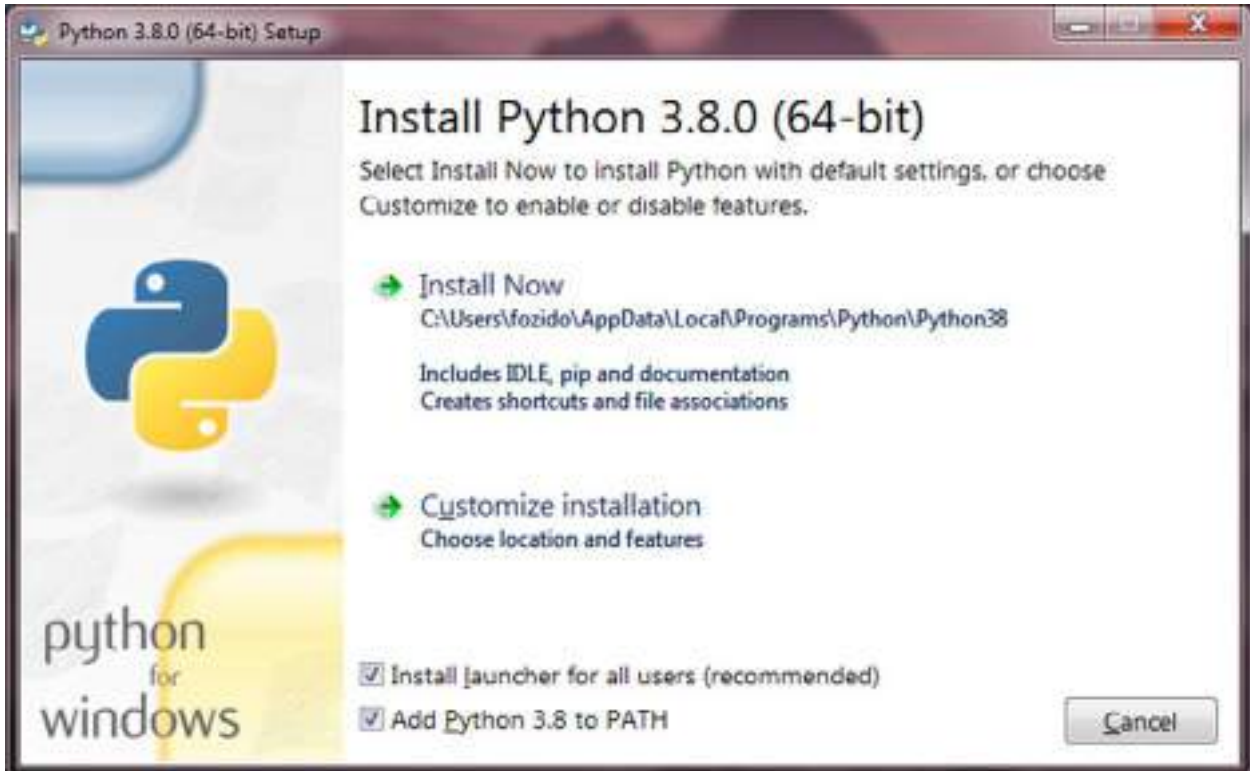 Python 3.8.0 (64-bit) Setup
Install Python 3.8.0 (64-bit)
Select Install Now to install Python with default settings, or choose
Customize to enable or disable features.
Install Now
C:\Users\fozido\AppData\Local\Programs\Python\Python38
Includes IDLE, pip and documentation
Creates shortcuts and file associations
Customize installation
Choose location and features
python
for
windows
Install launcher for all users (recommended)
Add Python 3.8 to PATH
Cancel